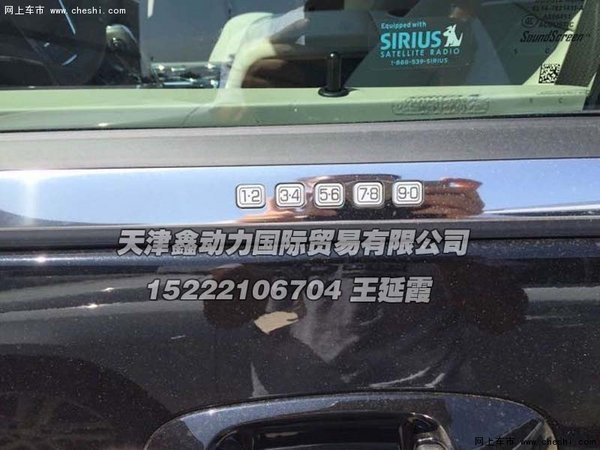 网上车市 www.cheshi.com
Equipped with
SIRIUS
SATELLITE RADIO
1-888-539-SIRIUS
ACOUSTIC
SoundScreen
1·2 3·4 5·6 7·8 9·0
天津鑫动力国际贸易有限公司
15222106704 王延霞
网上车市 www.cheshi.com